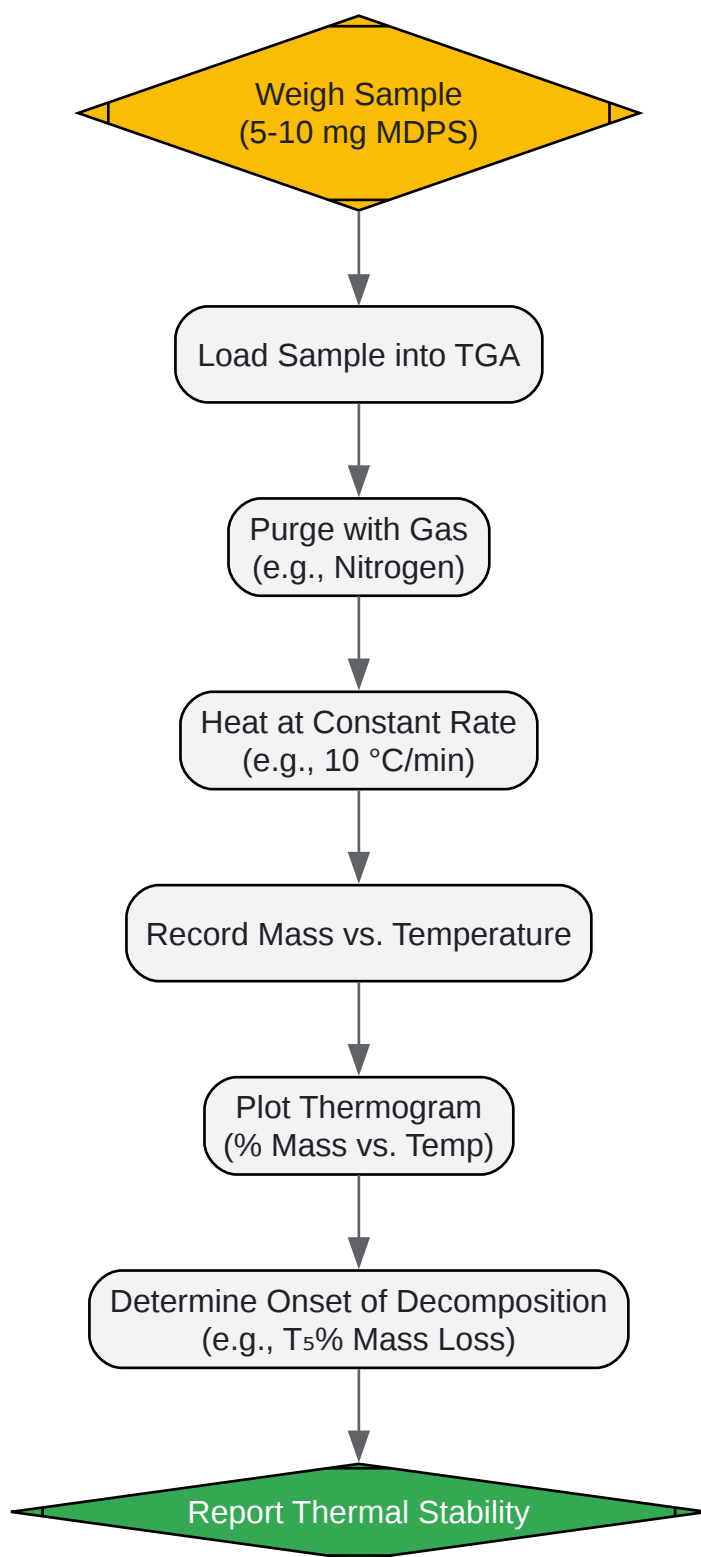 Weigh Sample
(5-10 mg MDPS)
Load Sample into TGA
Purge with Gas
(e.g., Nitrogen)
Heat at Constant Rate
(e.g., 10 °C/min)
Record Mass vs. Temperature
Plot Thermogram
(% Mass vs. Temp)
Determine Onset of Decomposition
(e.g., T₅% Mass Loss)
Report Thermal Stability